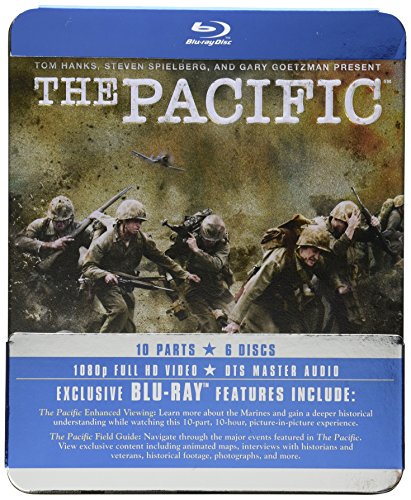 Blu-ray Disc
TOM HANKS, STEVEN SPIELBERG, AND GARY GOETZMAN PRESENT
THE PACIFIC™
10 PARTS ★ 6 DISCS
1080p FULL HD VIDEO ★ DTS MASTER AUDIO
EXCLUSIVE BLU-RAY™ FEATURES INCLUDE:
The Pacific Enhanced Viewing: Learn more about the Marines and gain a deeper historical
understanding while watching this 10-part, 10-hour, picture-in-picture experience.
The Pacific Field Guide: Navigate through the major events featured in The Pacific.
View exclusive content including animated maps, interviews with historians and
veterans, historical footage, photographs, and more.